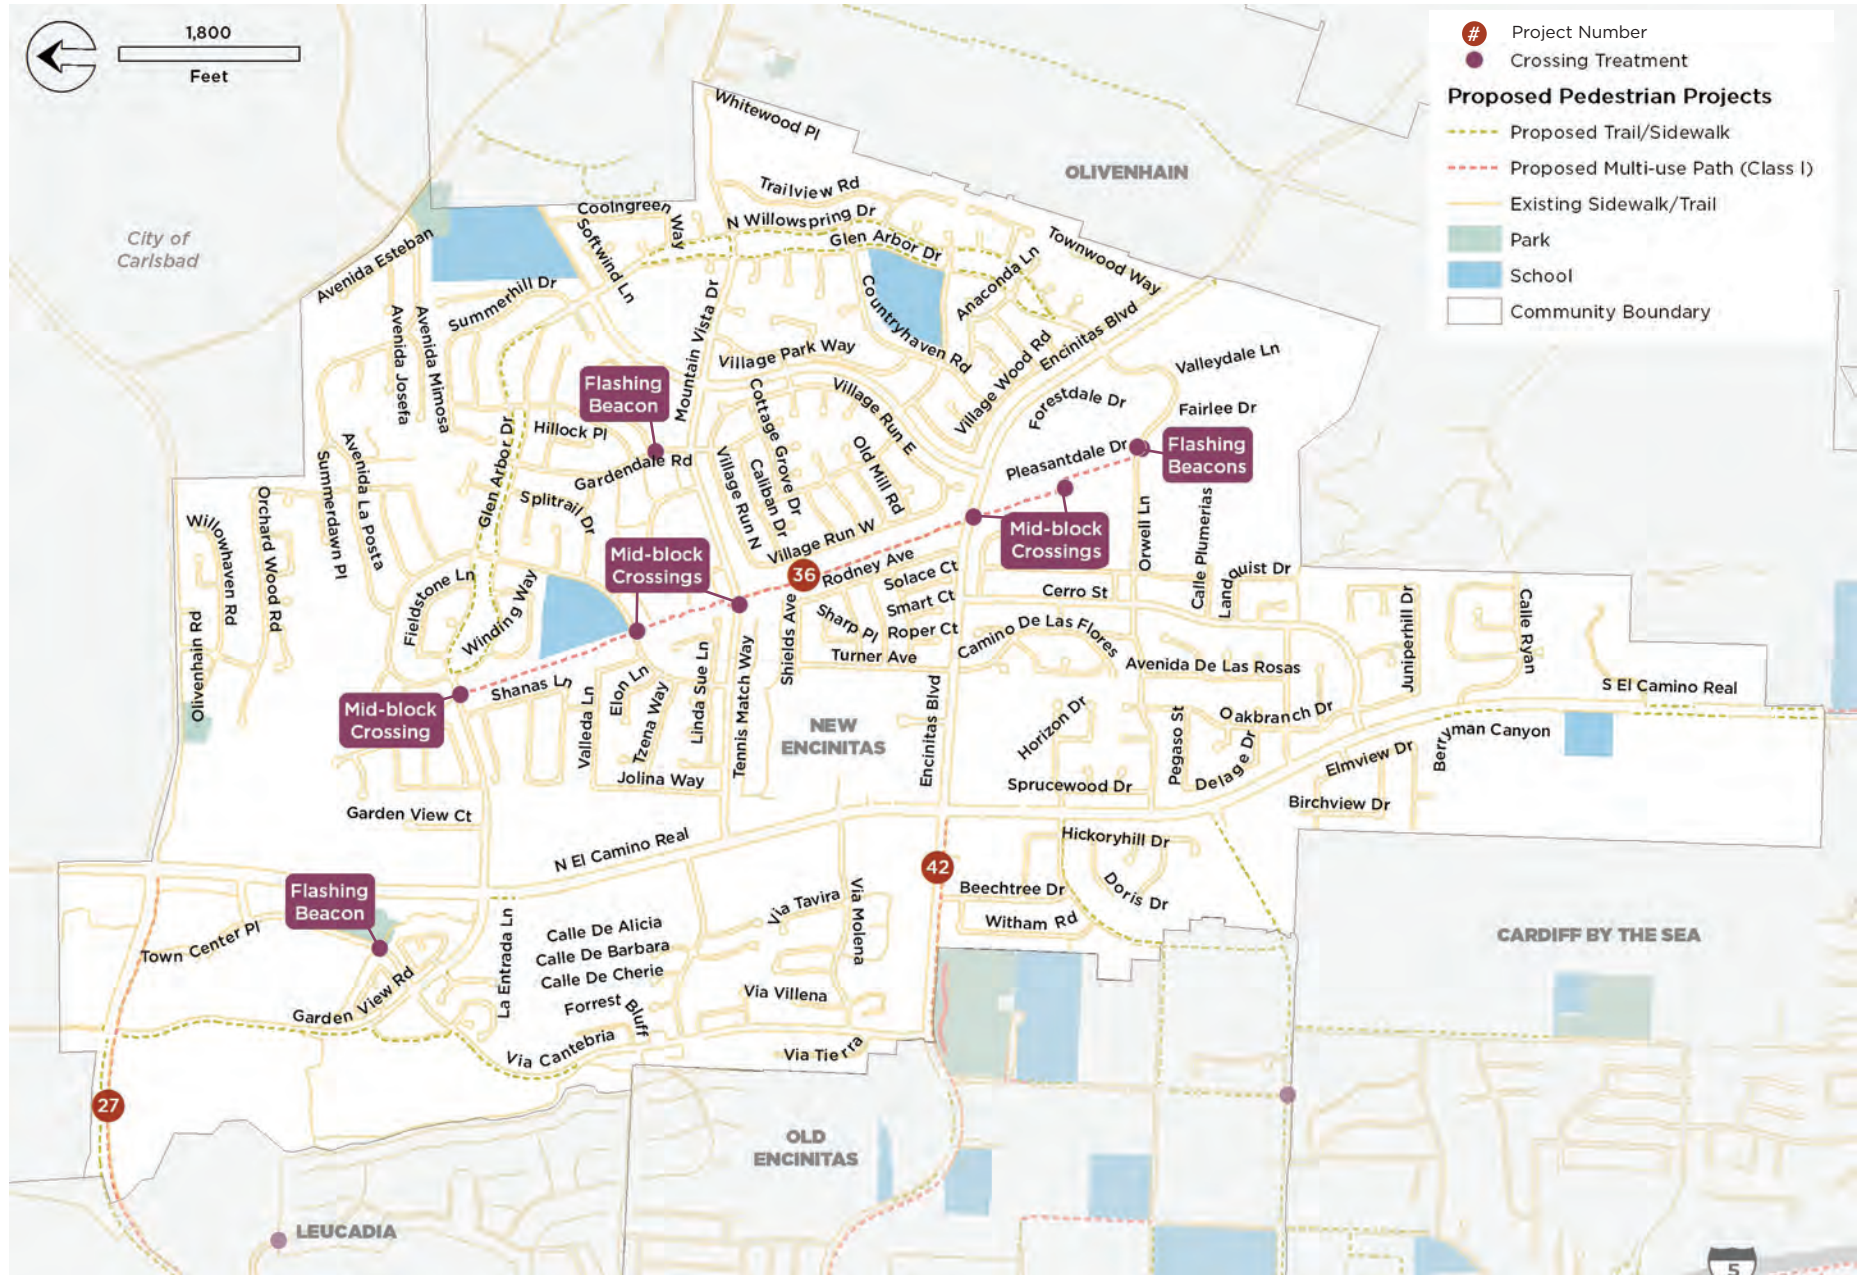 1,800
Feet
#
Project Number
Crossing Treatment
Proposed Pedestrian Projects
Proposed Trail/Sidewalk
Proposed Multi-use Path (Class I)
Existing Sidewalk/Trail
Park
School
Community Boundary
Whitewood Pl
OLIVENHAIN
Trailview Rd
City of
Carlsbad
Coolngreen
Way
N Willowspring Dr
Glen Arbor Dr
Softwind Ln
Avenida Esteban
Townwood Way
Anaconda Ln
Summerhill Dr
Countryhaven Rd
Avenida Josefa
Avenida Mimosa
Mountain Vista Dr
Encinitas Blvd
Village Park Way
Village Wood Rd
Valleydale Ln
Flashing
Beacon
Cottage Grove Dr
Village Run E
Forestdale Dr
Fairlee Dr
Hillock Pl
Glen Arbor Dr
Gardendale Rd
Avenida La Posta
Summerdawn Pl
Village Run N
Caliban Dr
Old Mill Rd
Pleasantdale Dr
Flashing
Beacons
Splitrail Dr
Orchard Wood Rd
Willowhaven Rd
Village Run W
Mid-block
Crossings
Mid-block
Crossings
Orwell Ln
Calle Plumerias
36
Rodney Ave
Solace Ct
Landquist Dr
Fieldstone Ln
Winding Way
Cerro St
Smart Ct
Sharp Pl
Shields Ave
Roper Ct
Camino De Las Flores
Turner Ave
Avenida De Las Rosas
Juniperhill Dr
Calle Ryan
Olivenhain Rd
Shanas Ln
Elon Ln
Valleda Ln
Tzena Way
Linda Sue Ln
Tennis Match Way
Mid-block
Crossing
S El Camino Real
NEW
ENCINITAS
Encinitas Blvd
Horizon Dr
Pegaso St
Oakbranch Dr
Delage Dr
Berryman Canyon
Elmview Dr
Jolina Way
Sprucewood Dr
Birchview Dr
Garden View Ct
N El Camino Real
Hickoryhill Dr
42
Flashing
Beacon
Beechtree Dr
Doris Dr
Witham Rd
Via Tavira
Via Molena
Town Center Pl
La Entrada Ln
Calle De Alicia
Calle De Barbara
Calle De Cherie
CARDIFF BY THE SEA
Garden View Rd
Forrest Bluff
Via Villena
Via Cantebria
Via Tierra
27
OLD
ENCINITAS
LEUCADIA
5